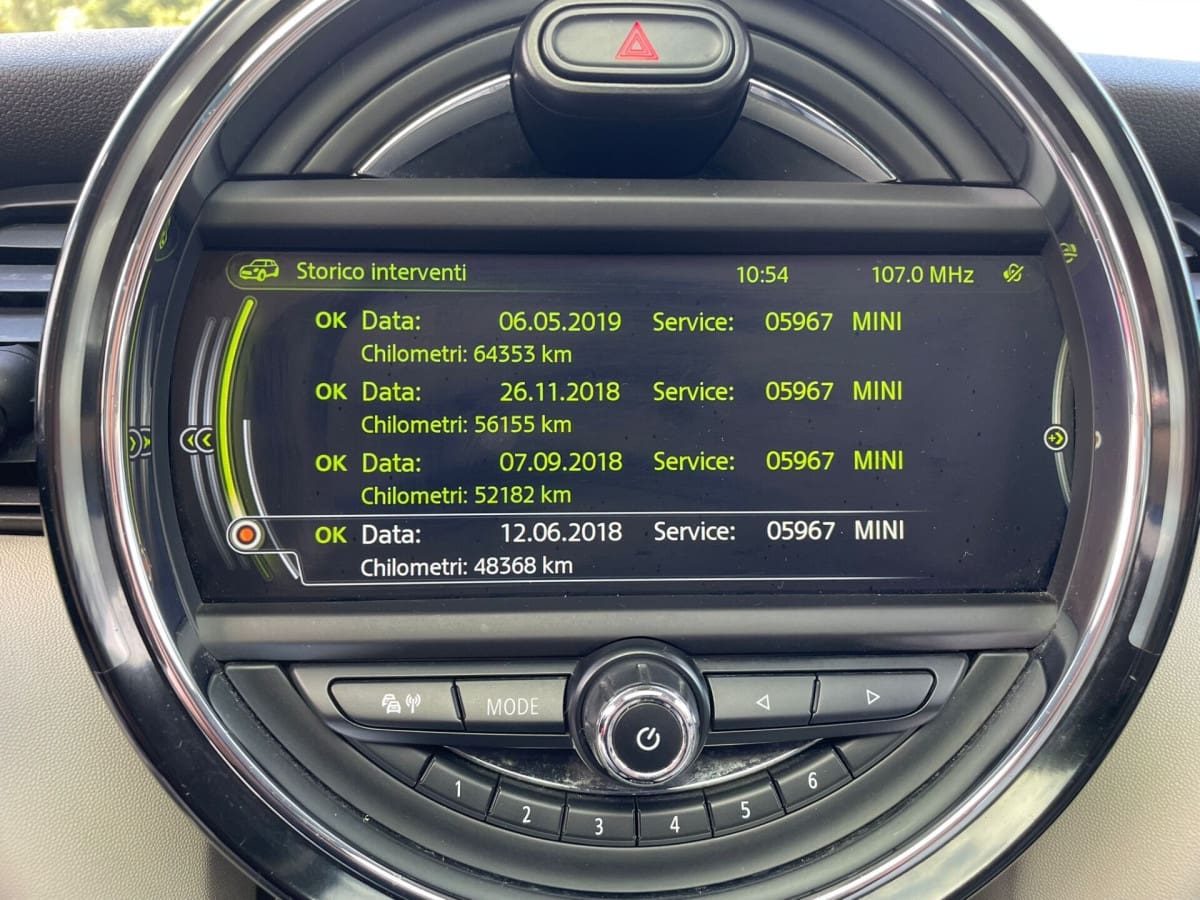 Storico interventi 10:54 107.0 MHz
OK Data: 06.05.2019 Service: 05967 MINI
Chilometri: 64353 km
OK Data: 26.11.2018 Service: 05967 MINI
Chilometri: 56155 km
OK Data: 07.09.2018 Service: 05967 MINI
Chilometri: 52182 km
OK Data: 12.06.2018 Service: 05967 MINI
Chilometri: 48368 km
MODE
1 2 3 4 5 6